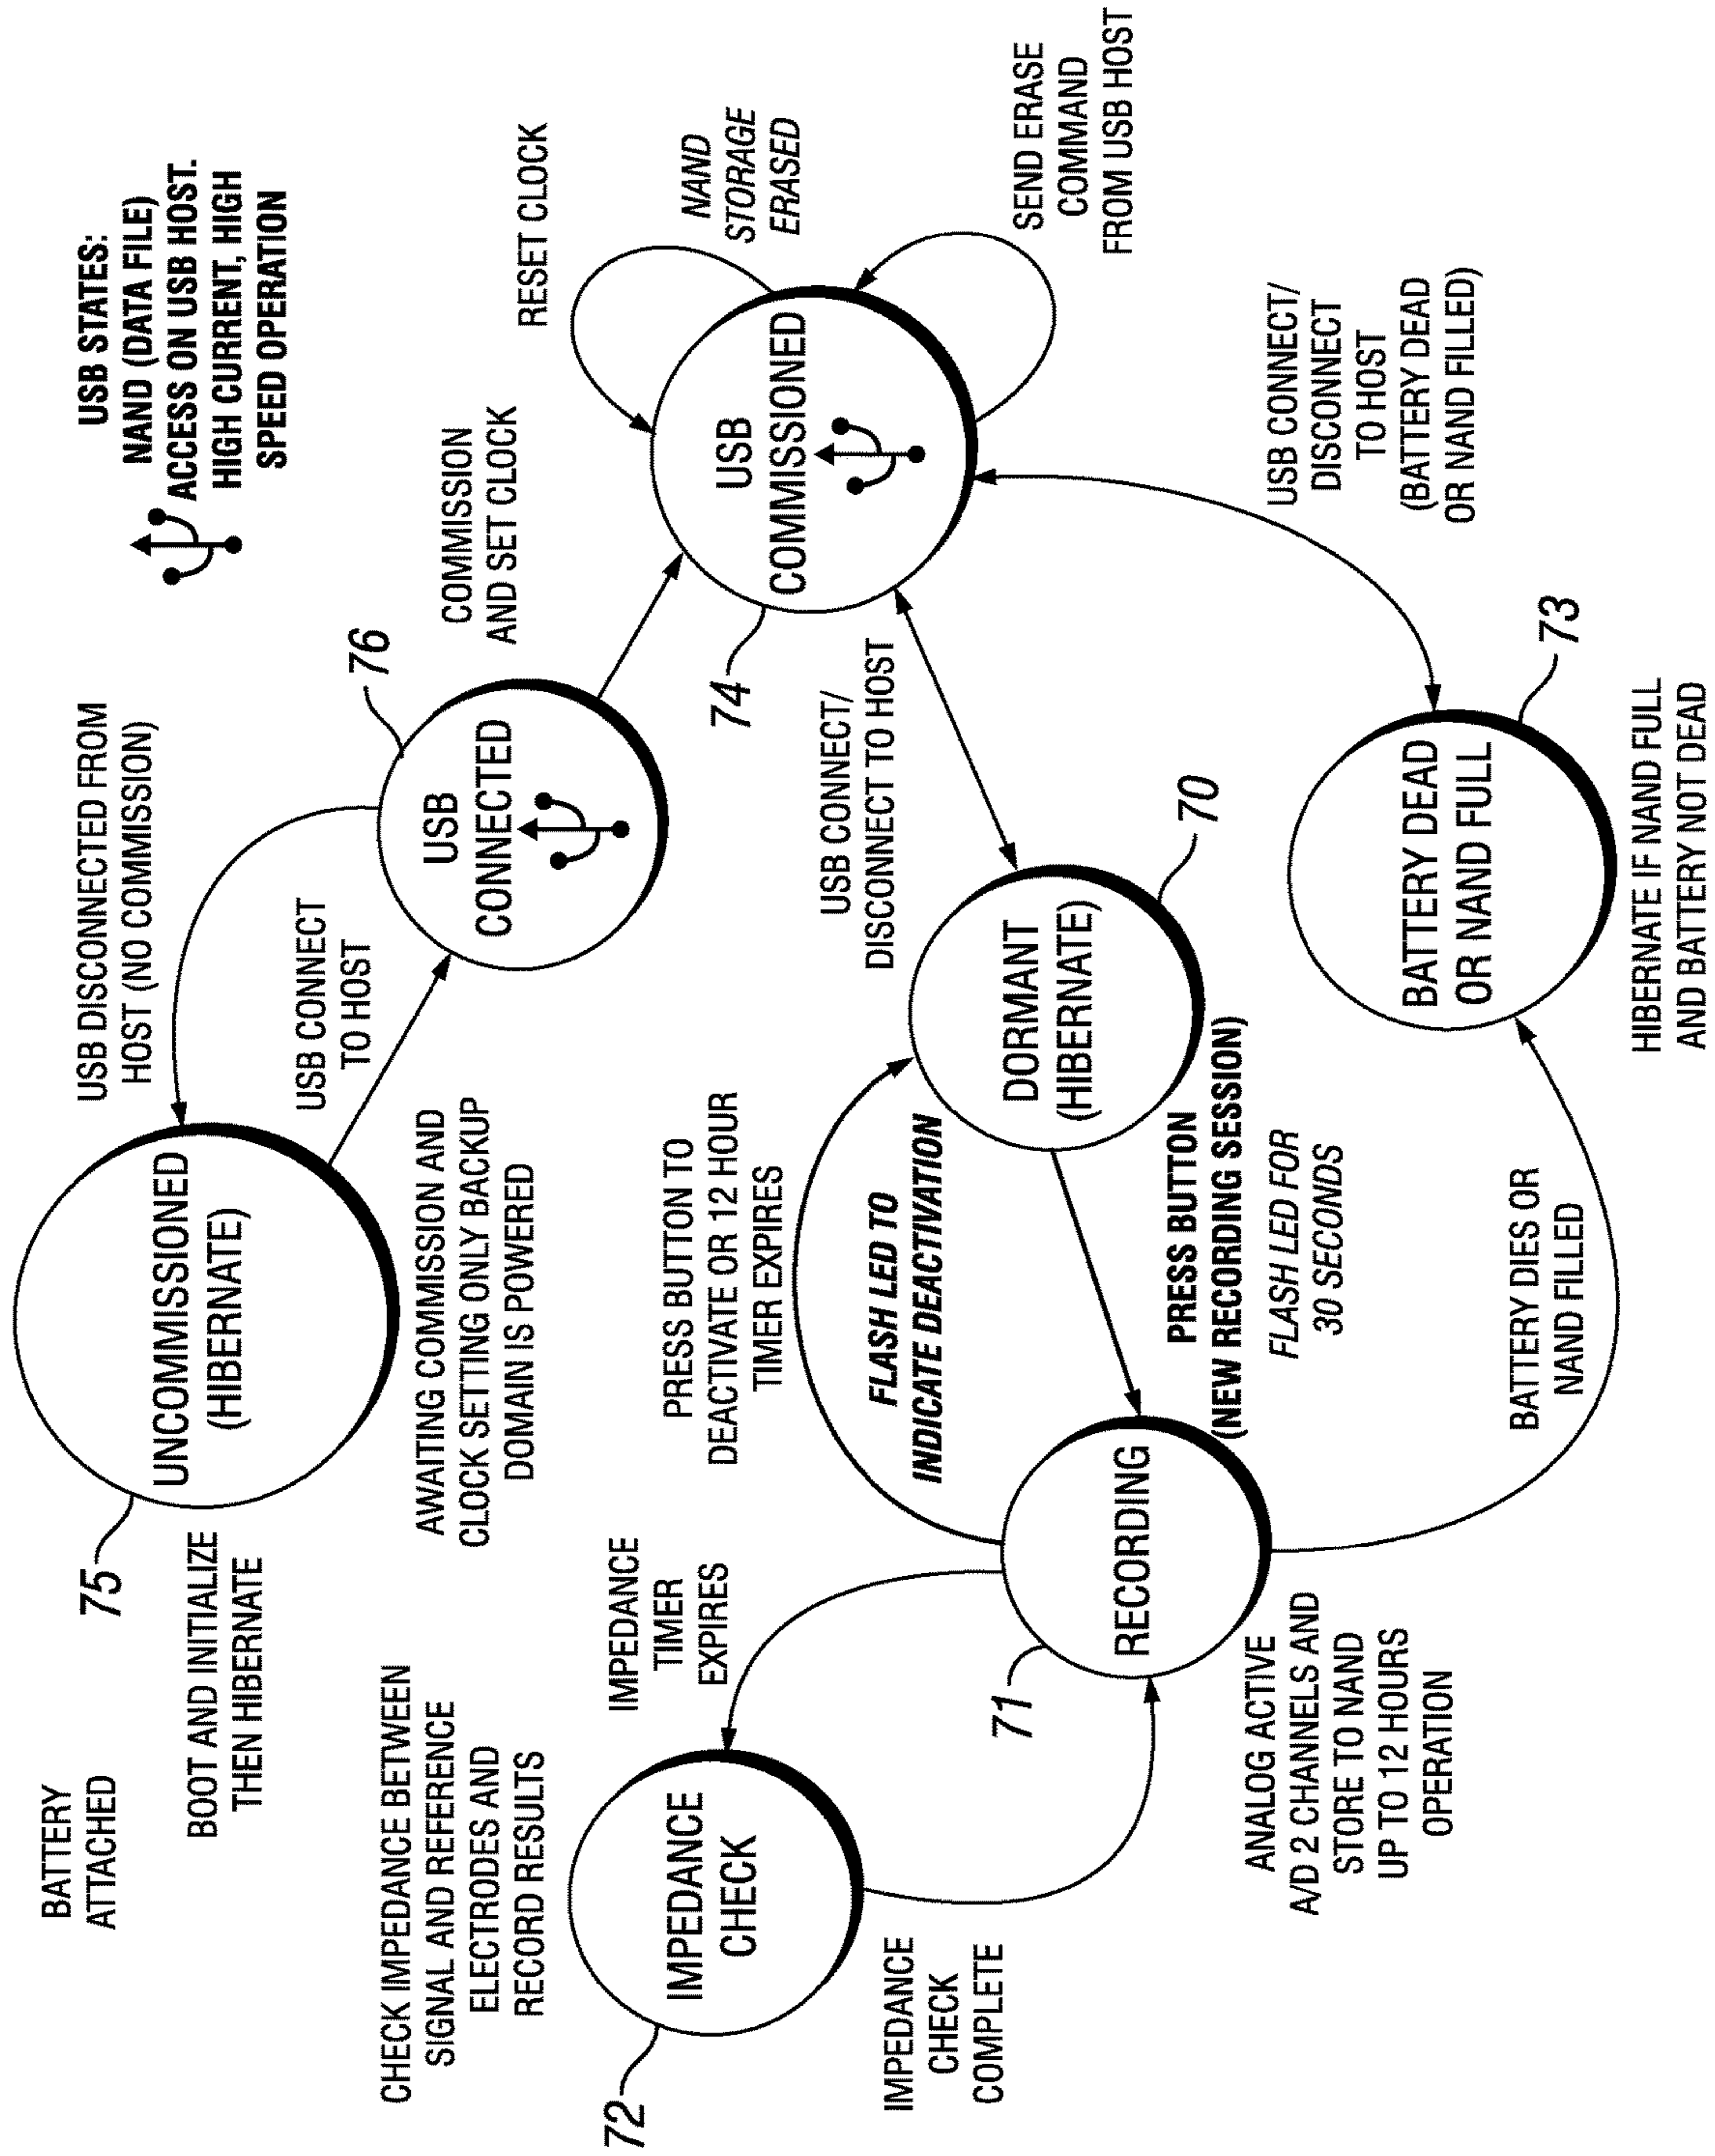 BATTERY
ATTACHED
BOOT AND INITIALIZE
THEN HIBERNATE
75
UNCOMMISSIONED
(HIBERNATE)
AWAITING COMMISSION AND
CLOCK SETTING ONLY BACKUP
DOMAIN IS POWERED
USB DISCONNECTED FROM
HOST (NO COMMISSION)
USB CONNECT
TO HOST
76
USB
CONNECTED
USB STATES:
NAND (DATA FILE)
ACCESS ON USB HOST.
HIGH CURRENT, HIGH
SPEED OPERATION
COMMISSION
AND SET CLOCK
RESET CLOCK
NAND
STORAGE
ERASED
74
USB
COMMISSIONED
SEND ERASE
COMMAND
FROM USB HOST
CHECK IMPEDANCE BETWEEN
SIGNAL AND REFERENCE
ELECTRODES AND
RECORD RESULTS
72
IMPEDANCE
CHECK
IMPEDANCE
TIMER
EXPIRES
IMPEDANCE
CHECK
COMPLETE
PRESS BUTTON TO
DEACTIVATE OR 12 HOUR
TIMER EXPIRES
FLASH LED TO
INDICATE DEACTIVATION
USB CONNECT/
DISCONNECT TO HOST
70
DORMANT
(HIBERNATE)
71
RECORDING
PRESS BUTTON
(NEW RECORDING SESSION)
FLASH LED FOR
30 SECONDS
ANALOG ACTIVE
A/D 2 CHANNELS AND
STORE TO NAND
UP TO 12 HOURS
OPERATION
BATTERY DIES OR
NAND FILLED
USB CONNECT/
DISCONNECT
TO HOST
(BATTERY DEAD
OR NAND FILLED)
73
BATTERY DEAD
OR NAND FULL
HIBERNATE IF NAND FULL
AND BATTERY NOT DEAD